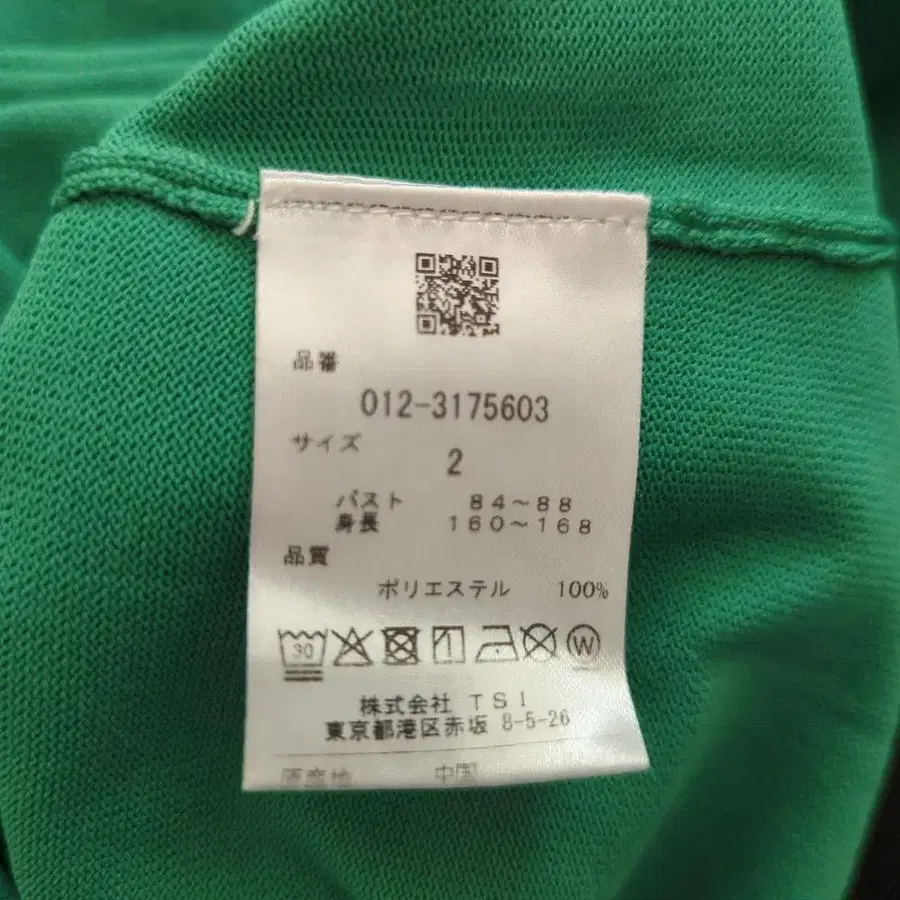 品番
012-3175603
サイズ
2
バスト 84～88
身長 160～168
品質
ポリエステル 100%
30
W
株式会社 TSI
東京都港区赤坂 8-5-26
原産地 中国